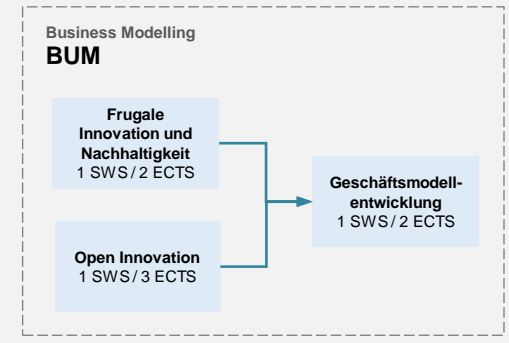 Business Modelling
BUM
Frugale
Innovation und
Nachhaltigkeit
1 SWS / 2 ECTS
Geschäftsmodell-
entwicklung
1 SWS / 2 ECTS
Open Innovation
1 SWS / 3 ECTS